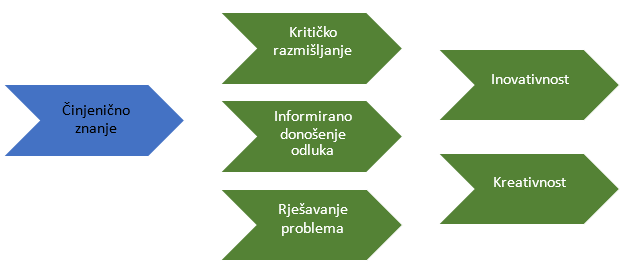 Činjenično
znanje
Kritičko
razmišljanje
Informirano
donošenje
odluka
Rješavanje
problema
Inovativnost
Kreativnost